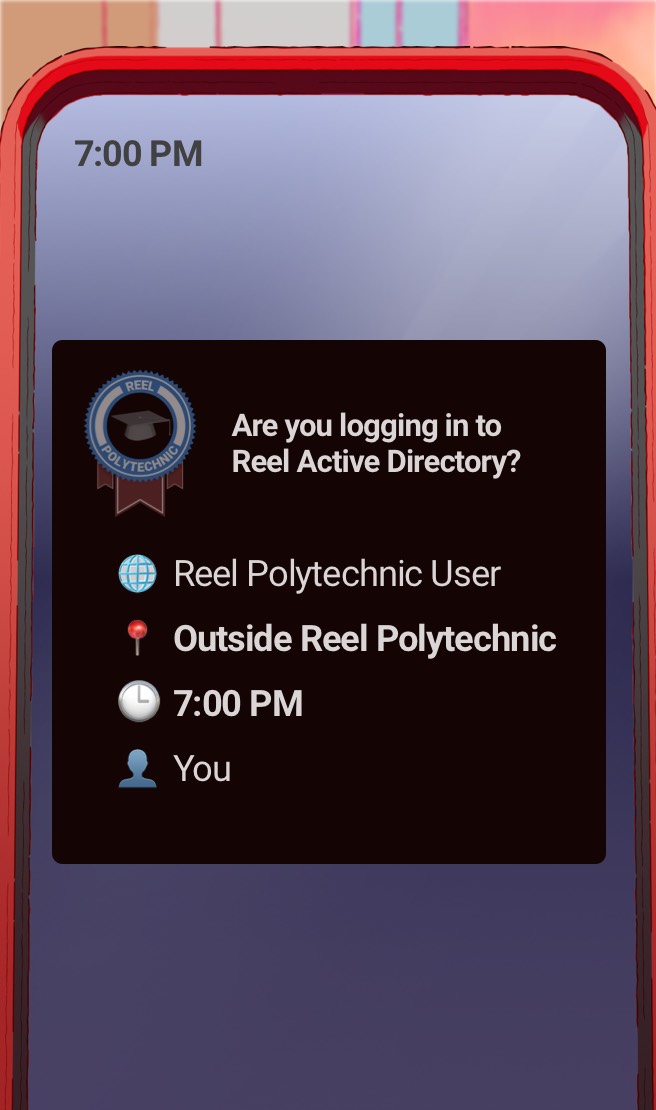 7:00 PM
REEL
POLYTECHNIC
Are you logging in to
Reel Active Directory?
Reel Polytechnic User
Outside Reel Polytechnic
7:00 PM
You